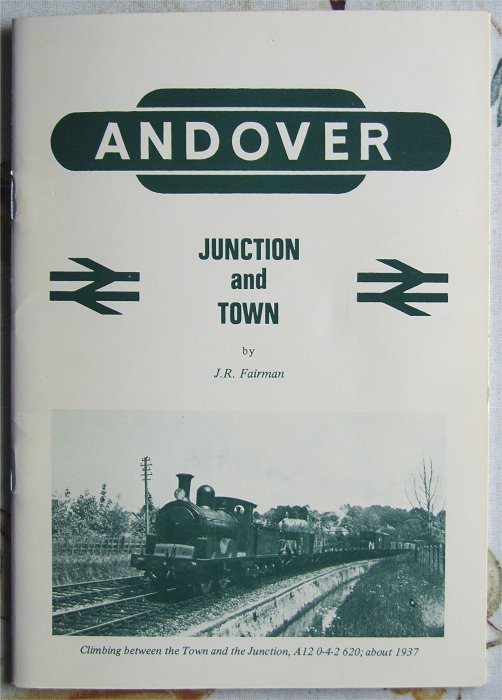 ANDOVER
JUNCTION
and
TOWN
by
J.R. Fairman
Climbing between the Town and the Junction, A12 0-4-2 620; about 1937